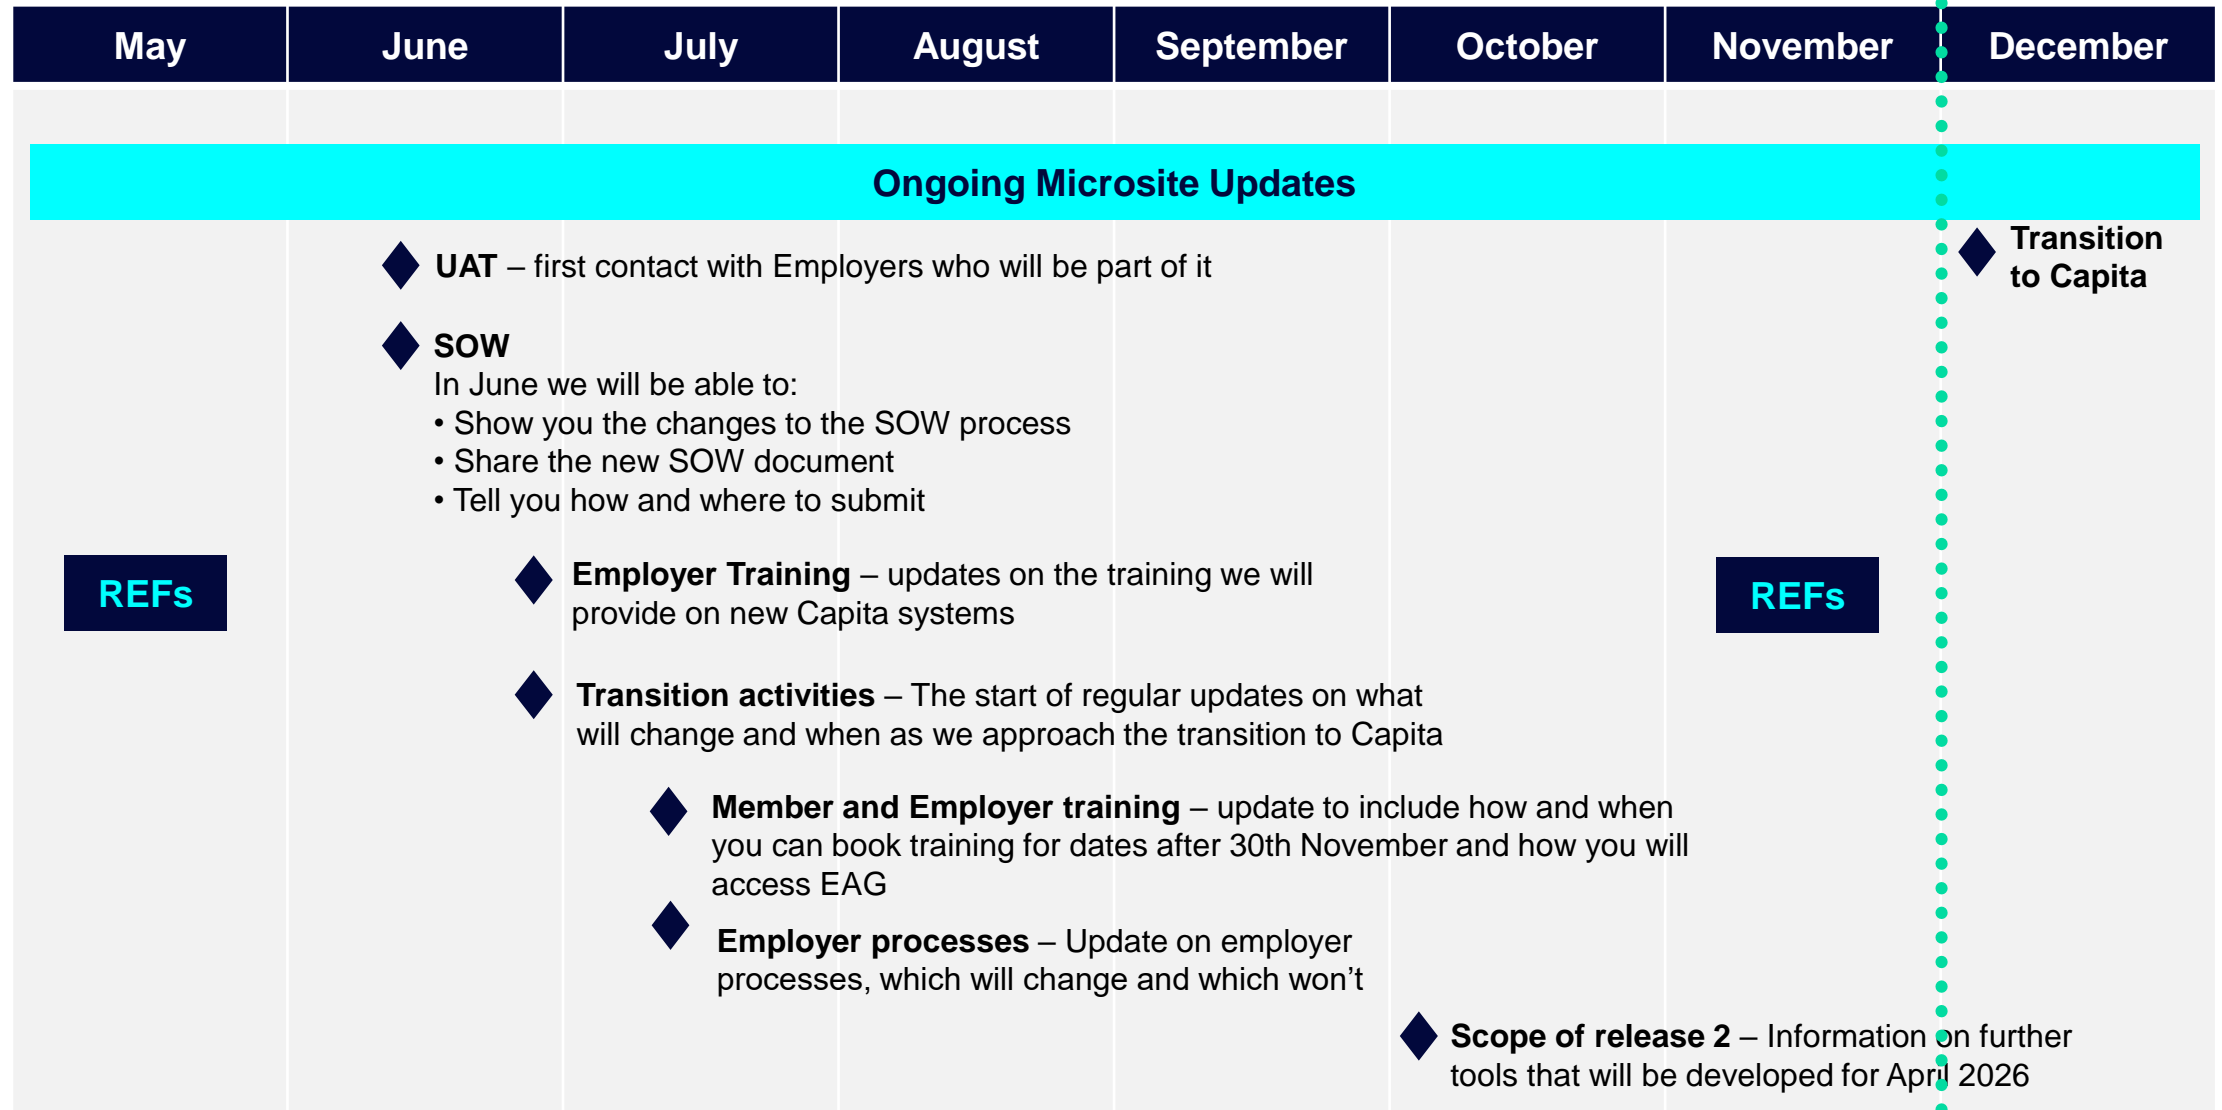 May June July August September October November December
Ongoing Microsite Updates
UAT – first contact with Employers who will be part of it
Transition
to Capita
SOW
In June we will be able to:
• Show you the changes to the SOW process
• Share the new SOW document
• Tell you how and where to submit
REFs
Employer Training – updates on the training we will
provide on new Capita systems
REFs
Transition activities – The start of regular updates on what
will change and when as we approach the transition to Capita
Member and Employer training – update to include how and when
you can book training for dates after 30th November and how you will
access EAG
Employer processes – Update on employer
processes, which will change and which won’t
Scope of release 2 – Information on further
tools that will be developed for April 2026